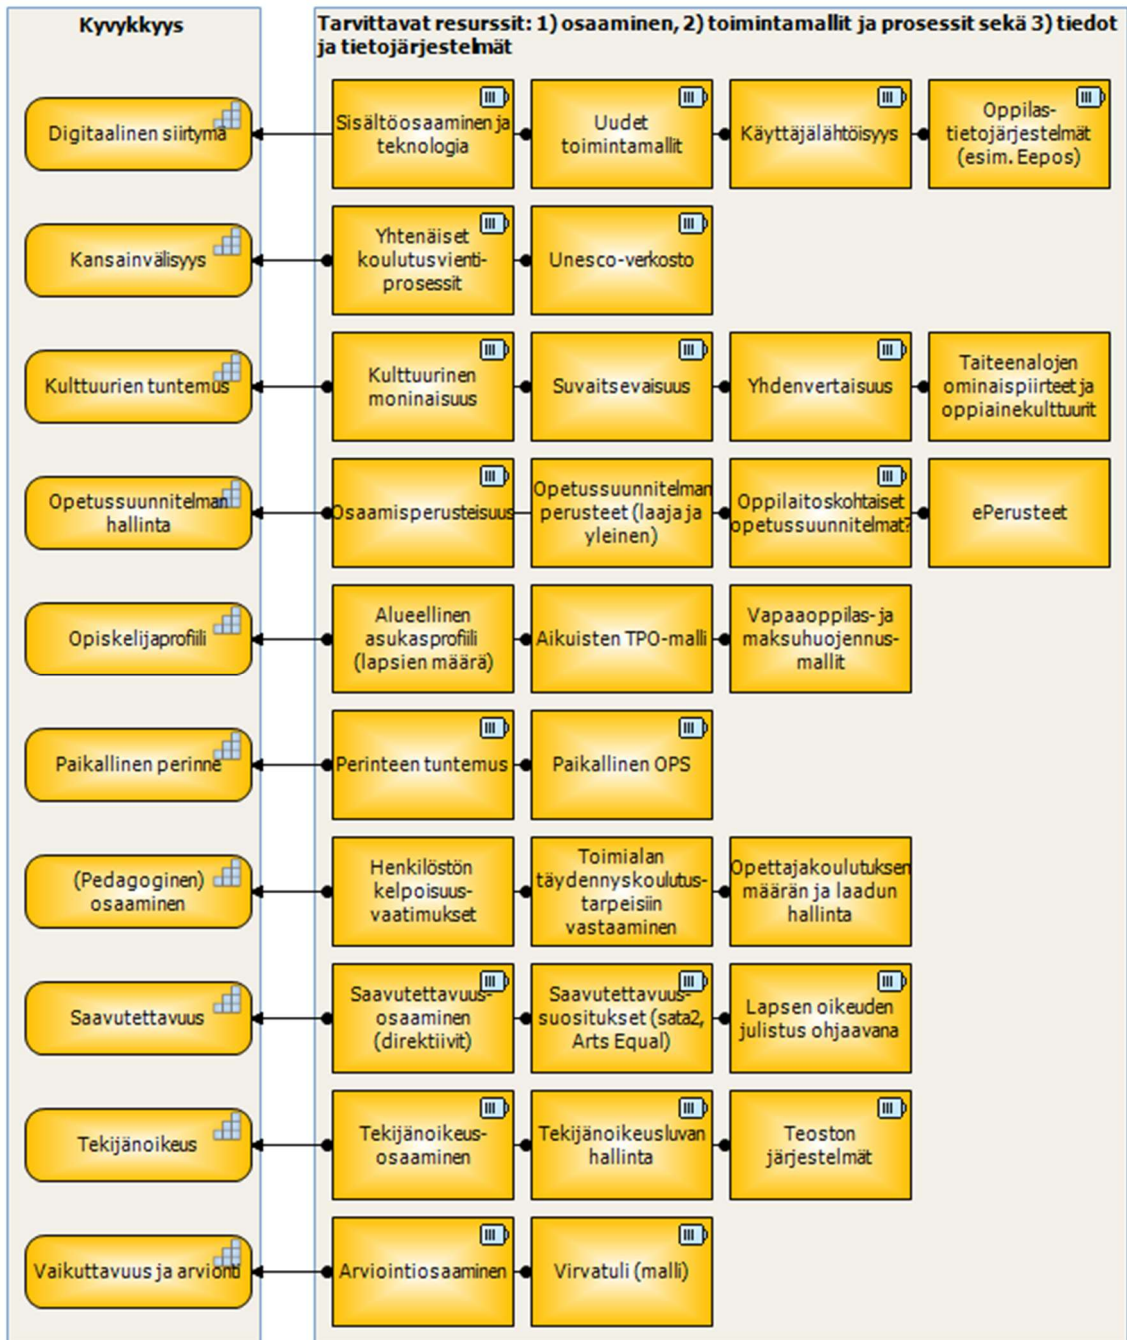 Kyvykkyys
Tarvittavat resurssit: 1) osaaminen, 2) toimintamallit ja prosessit sekä 3) tiedot
ja tietojärjestelmät
Digitaalinen siirtymä
Sisältöosaaminen ja
teknologia
Uudet
toimintamallit
Käyttäjälähtöisyys
Oppilas-
tietojärjestelmät
(esim. Eepos)
Kansainvälisyys
Yhtenäiset
koulutusvienti-
prosessit
Unesco-verkosto
Kulttuurien tuntemus
Kulttuurinen
moninaisuus
Suvaitsevaisuus
Yhdenvertaisuus
Taiteenalojen
ominaispiirteet ja
oppiainekulttuurit
Opetussuunnitelman
hallinta
Osaamisperusteisuus
Opetussuunnitelman
perusteet (laaja ja
yleinen)
Oppilaitoskohtaiset
opetussuunnitelmat?
ePerusteet
Opiskelijaprofiili
Alueellinen
asukasprofiili
(lapsien määrä)
Aikuisten TPO-malli
Vapaaoppilas- ja
maksuhuojennus-
mallit
Paikallinen perinne
Perinteen tuntemus
Paikallinen OPS
(Pedagoginen)
osaaminen
Henkilöstön
kelpoisuus-
vaatimukset
Toimialan
täydennyskoulutus-
tarpeisiin
vastaaminen
Opettajakoulutuksen
määrän ja laadun
hallinta
Saavutettavuus
Saavutettavuus-
osaaminen
(direktiivit)
Saavutettavuus-
suositukset (sata2,
Arts Equal)
Lapsen oikeuden
julistus ohjaavana
Tekijänoikeus
Tekijänoikeus-
osaaminen
Tekijänoikeusluvan
hallinta
Teoston
järjestelmät
Vaikuttavuus ja arviointi
Arviointiosaaminen
Virvatuli (malli)